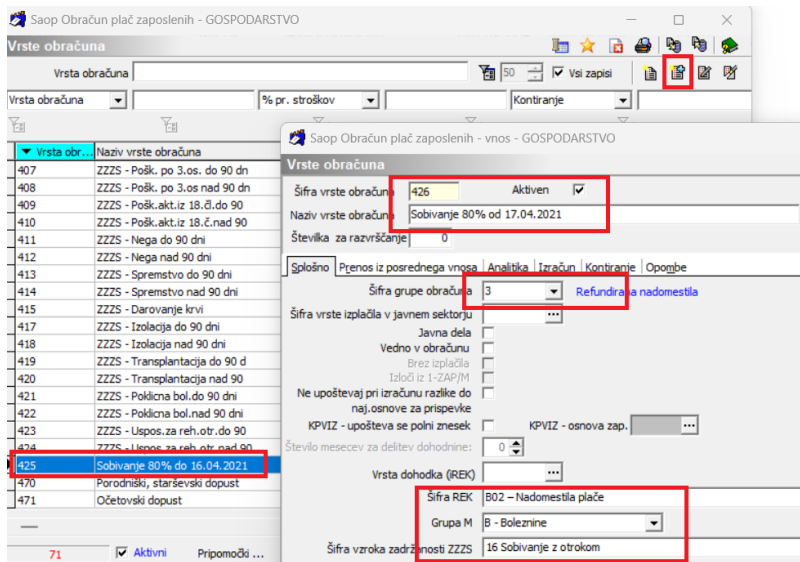 Saop Obračun plač zaposlenih - GOSPODARSTVO
Vrste obračuna
Vrsta obračuna
50
Vsi zapisi
Vrsta obračuna
% pr. stroškov
Kontiranje
Vrsta obr...
Naziv vrste obračuna
407 ZZZS - Pošk. po 3.os. do 90 dn
408 ZZZS - Pošk. po 3.os nad 90 dn
409 ZZZS - Pošk.akt.iz 18.čl.do 90
410 ZZZS - Pošk.akt.iz 18.č.nad 90
411 ZZZS - Nega do 90 dni
412 ZZZS - Nega nad 90 dni
413 ZZZS - Spremstvo do 90 dni
414 ZZZS - Spremstvo nad 90 dni
415 ZZZS - Darovanje krvi
417 ZZZS - Izolacija do 90 dni
418 ZZZS - Izolacija nad 90 dni
419 ZZZS - Transplantacija do 90 d
420 ZZZS - Transplantacija nad 90
421 ZZZS - Poklicna bol.do 90 dni
422 ZZZS - Poklicna bol.nad 90 dni
423 ZZZS - Uspos.za reh.otr.do 90
424 ZZZS - Uspos.za reh.otr.nad 90
425 Sobivanje 80% do 16.04.2021
470 Porodniški, starševski dopust
471 Očetovski dopust
71
Aktivni
Pripomočki ...
Saop Obračun plač zaposlenih - vnos - GOSPODARSTVO
Vrste obračuna
Šifra vrste obračuna 426 Aktiven
Naziv vrste obračuna Sobivanje 80% od 17.04.2021
Številka za razvrščanje 0
Splošno Prenos iz posrednega vnosa Analitika Izračun Kontiranje Opombe
Šifra grupe obračuna 3 Refundirana nadomestila
Šifra vrste izplačila v javnem sektorju ...
Javna dela
Vedno v obračunu
Brez izplačila
Izloči iz 1-ZAP/M
Ne upoštevaj pri izračunu razlike do
naj.osnove za prispevke
KPVIZ - upošteva se polni znesek KPVIZ - osnova zap. ...
Število mesecev za delitev dohodnine: 0
Vrsta dohodka (iREK) ...
Šifra REK B02 – Nadomestila plače
Grupa M B - Boleznine
Šifra vzroka zadržanosti ZZZS 16 Sobivanje z otrokom